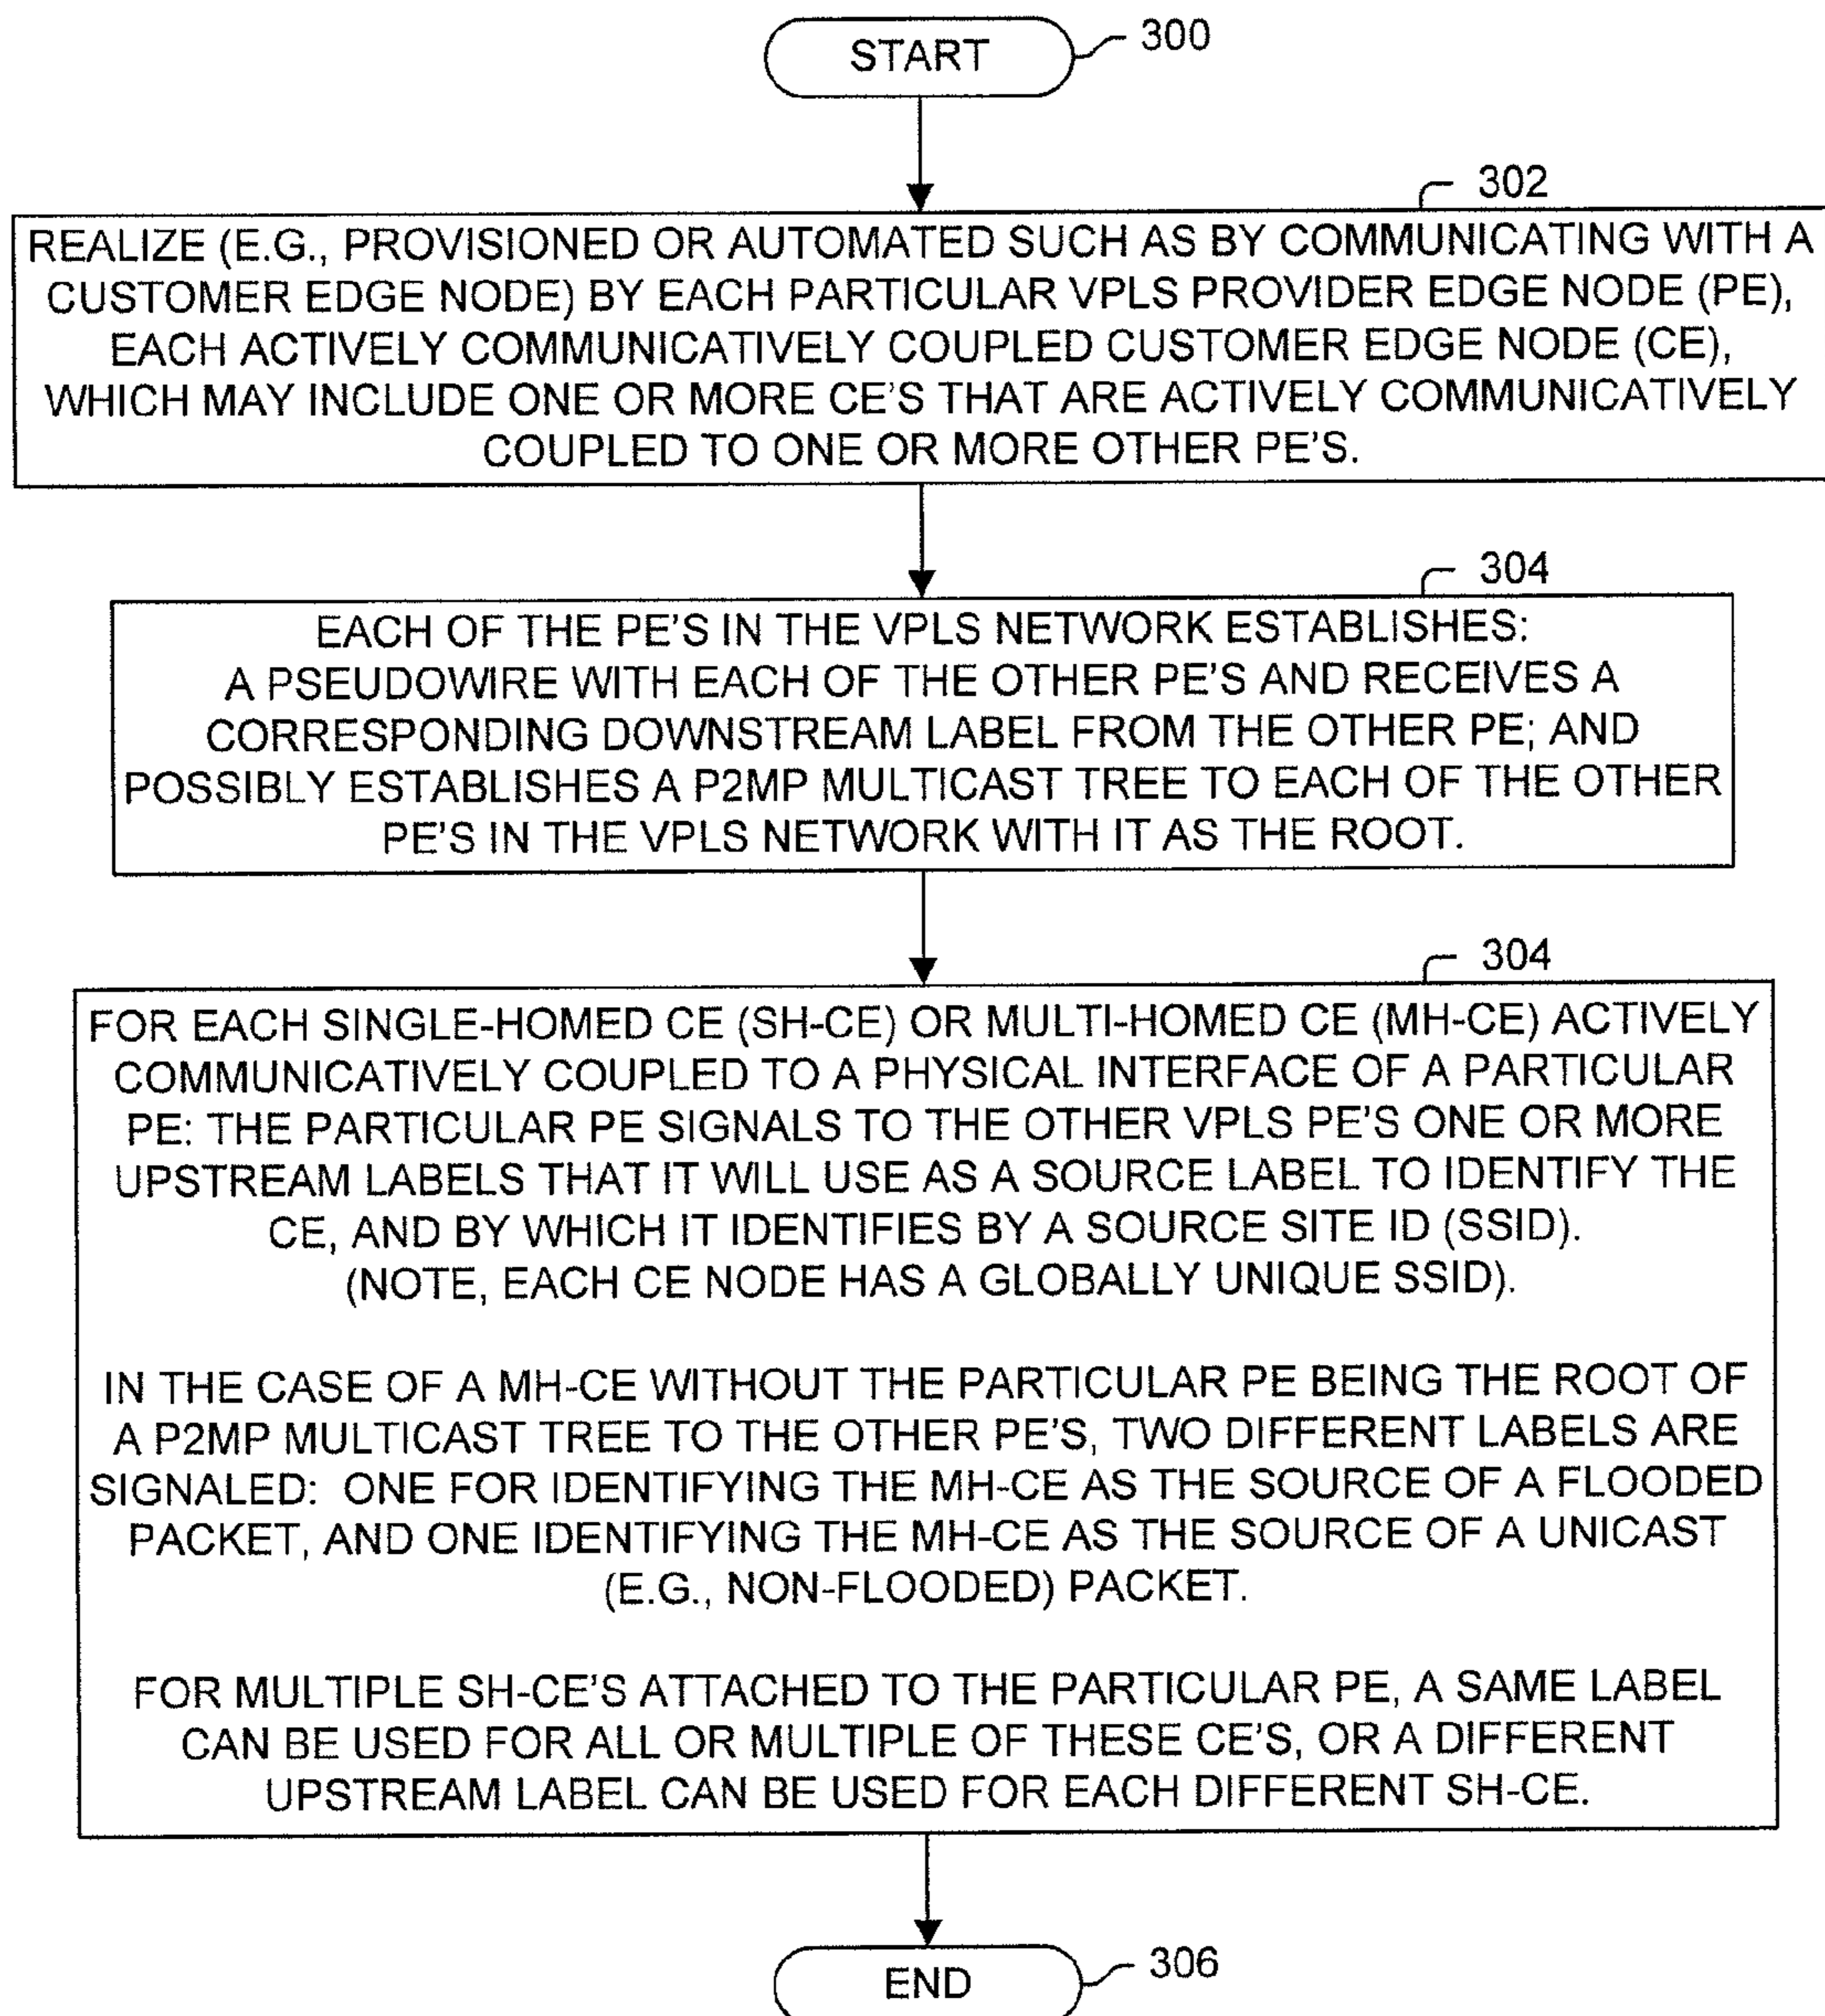 START
300
302
REALIZE (E.G., PROVISIONED OR AUTOMATED SUCH AS BY COMMUNICATING WITH A
CUSTOMER EDGE NODE) BY EACH PARTICULAR VPLS PROVIDER EDGE NODE (PE),
EACH ACTIVELY COMMUNICATIVELY COUPLED CUSTOMER EDGE NODE (CE),
WHICH MAY INCLUDE ONE OR MORE CE'S THAT ARE ACTIVELY COMMUNICATIVELY
COUPLED TO ONE OR MORE OTHER PE'S.
304
EACH OF THE PE'S IN THE VPLS NETWORK ESTABLISHES:
A PSEUDOWIRE WITH EACH OF THE OTHER PE'S AND RECEIVES A
CORRESPONDING DOWNSTREAM LABEL FROM THE OTHER PE; AND
POSSIBLY ESTABLISHES A P2MP MULTICAST TREE TO EACH OF THE OTHER
PE'S IN THE VPLS NETWORK WITH IT AS THE ROOT.
304
FOR EACH SINGLE-HOMED CE (SH-CE) OR MULTI-HOMED CE (MH-CE) ACTIVELY
COMMUNICATIVELY COUPLED TO A PHYSICAL INTERFACE OF A PARTICULAR
PE: THE PARTICULAR PE SIGNALS TO THE OTHER VPLS PE'S ONE OR MORE
UPSTREAM LABELS THAT IT WILL USE AS A SOURCE LABEL TO IDENTIFY THE
CE, AND BY WHICH IT IDENTIFIES BY A SOURCE SITE ID (SSID).
(NOTE, EACH CE NODE HAS A GLOBALLY UNIQUE SSID).
IN THE CASE OF A MH-CE WITHOUT THE PARTICULAR PE BEING THE ROOT OF
A P2MP MULTICAST TREE TO THE OTHER PE'S, TWO DIFFERENT LABELS ARE
SIGNALED: ONE FOR IDENTIFYING THE MH-CE AS THE SOURCE OF A FLOODED
PACKET, AND ONE IDENTIFYING THE MH-CE AS THE SOURCE OF A UNICAST
(E.G., NON-FLOODED) PACKET.
FOR MULTIPLE SH-CE'S ATTACHED TO THE PARTICULAR PE, A SAME LABEL
CAN BE USED FOR ALL OR MULTIPLE OF THESE CE'S, OR A DIFFERENT
UPSTREAM LABEL CAN BE USED FOR EACH DIFFERENT SH-CE.
END
306